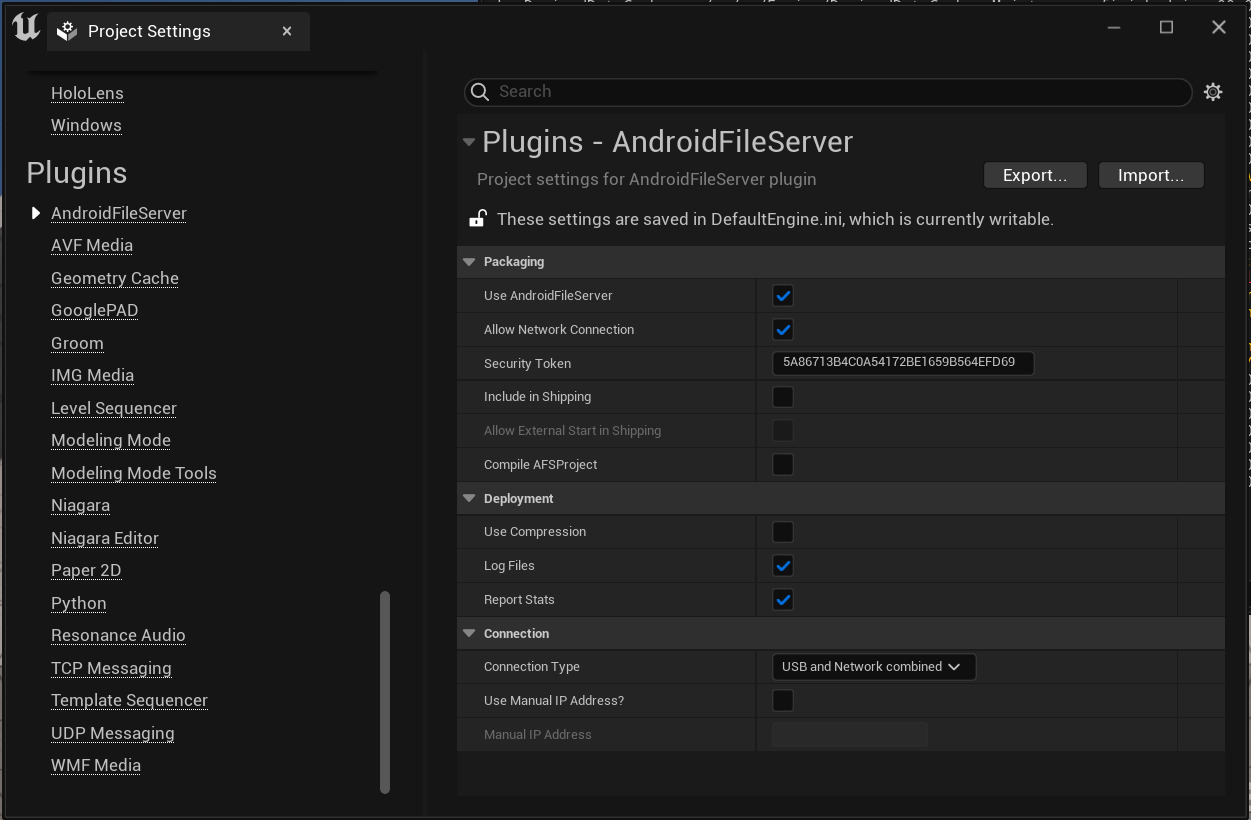 Project Settings
HoloLens
Windows
Plugins
AndroidFileServer
AVF Media
Geometry Cache
GooglePAD
Groom
IMG Media
Level Sequencer
Modeling Mode
Modeling Mode Tools
Niagara
Niagara Editor
Paper 2D
Python
Resonance Audio
TCP Messaging
Template Sequencer
UDP Messaging
WMF Media
Search
Plugins - AndroidFileServer
Project settings for AndroidFileServer plugin
Export...
Import...
These settings are saved in DefaultEngine.ini, which is currently writable.
Packaging
Use AndroidFileServer
Allow Network Connection
Security Token
5A86713B4C0A54172BE1659B564EFD69
Include in Shipping
Allow External Start in Shipping
Compile AFSProject
Deployment
Use Compression
Log Files
Report Stats
Connection
Connection Type
USB and Network combined
Use Manual IP Address?
Manual IP Address